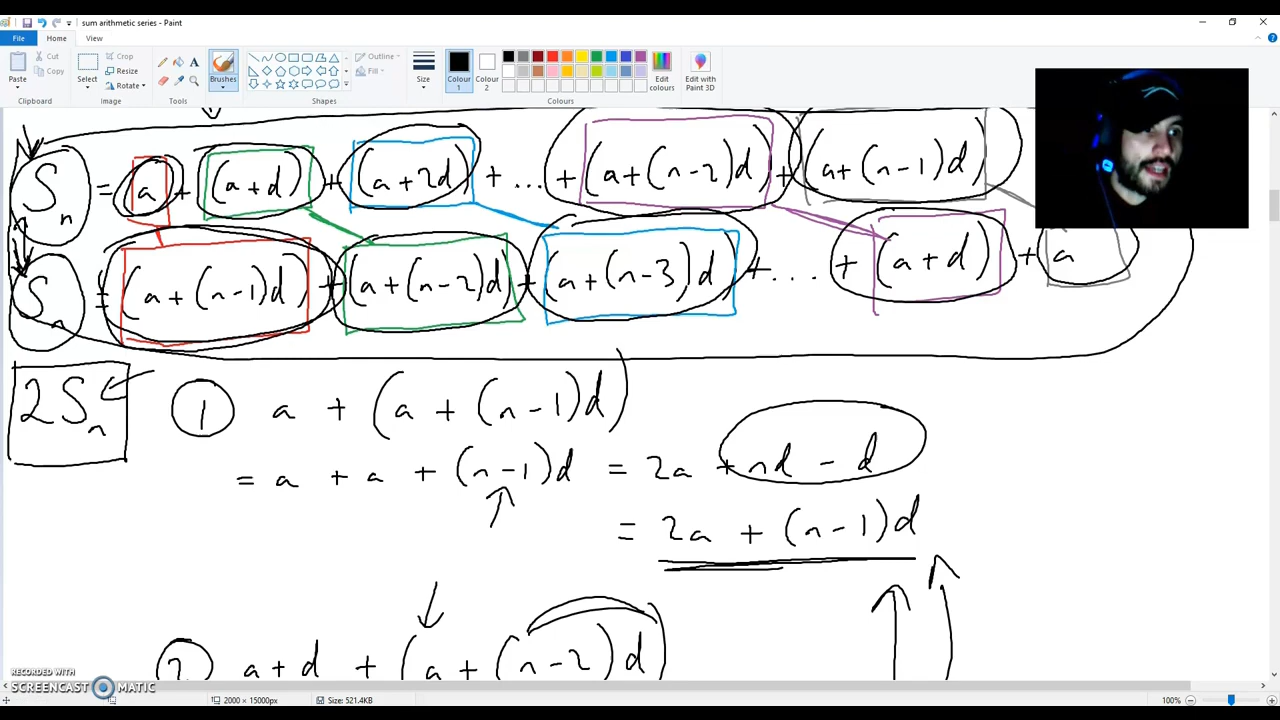 sum arithmetic series - Paint
File Home View
Cut
Copy
Paste
Clipboard
Crop
Resize
Rotate
Select
Image
Tools
Brushes
Outline
Fill
Shapes
Size
Colour 1
Colour 2
Edit colours
Edit with Paint 3D
Colours
Sₙ = a + (a+d) + (a+2d) + ... + (a+(n-2)d) + (a+(n-1)d)
Sₙ = (a+(n-1)d) + (a+(n-2)d) + (a+(n-3)d) + ... + (a+d) + a
2Sₙ
1 a + (a + (n-1)d)
= a + a + (n-1)d = 2a + nd - d
= 2a + (n-1)d
2 a+d + (a + (n-2)d
RECORDED WITH
SCREENCAST MATIC
2000 × 15000px
Size: 521.4KB
100%